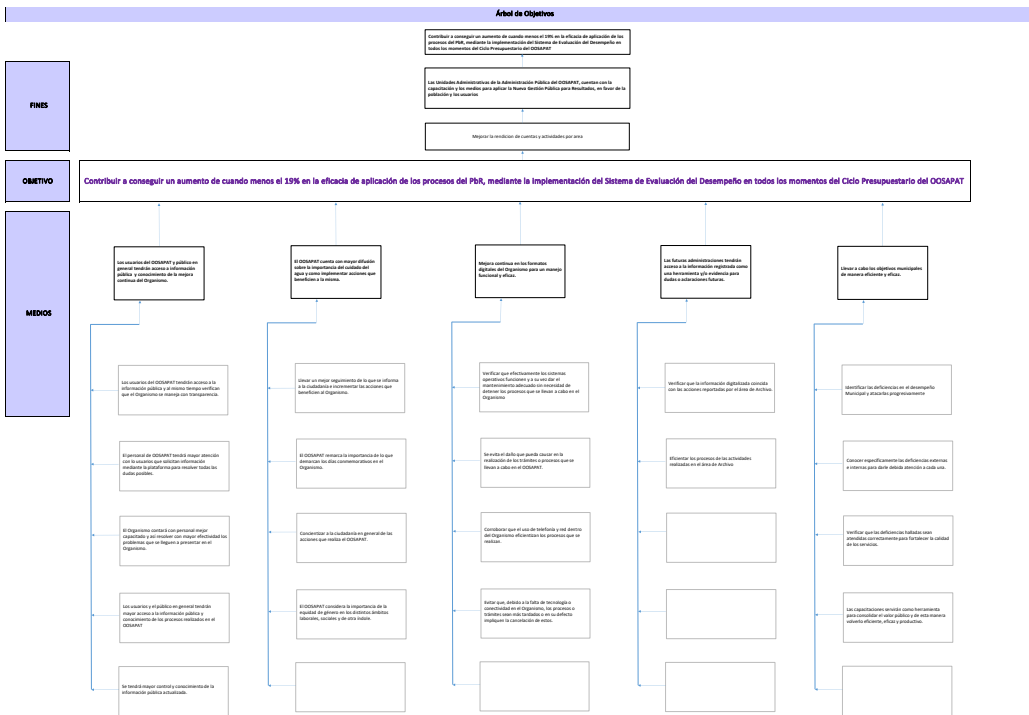 Árbol de Objetivos
Contribuir a conseguir un aumento de cuando menos el 19% en la eficacia de aplicación de los
procesos del PbR, mediante la implementación del Sistema de Evaluación del Desempeño en
todos los momentos del Ciclo Presupuestario del OOSAPAT
FINES
Las Unidades Administrativas de la Administración Pública del OOSAPAT, cuentan con la
capacitación y los medios para aplicar la Nueva Gestión Pública para Resultados, en favor de la
población y los usuarios
Mejorar la rendicion de cuentas y actividades por area
OBJETIVO
Contribuir a conseguir un aumento de cuando menos el 19% en la eficacia de aplicación de los procesos del PbR, mediante la Implementación del Sistema de Evaluación del Desempeño en todos los momentos del Ciclo Presupuestario del OOSAPAT
MEDIOS
Los usuarios del OOSAPAT y público en
general tendrán acceso a información
pública y conocimiento de la mejora
continua del Organismo.
El OOSAPAT cuenta con mayor difusión
sobre la importancia del cuidado del
agua y como implementar acciones que
beneficien a la misma.
Mejora continua en los formatos
digitales del Organismo para un manejo
funcional y eficaz.
Las futuras administraciones tendrán
acceso a la información registrada como
una herramienta y/o evidencia para
dudas o aclaraciones futuras.
Llevar a cabo los objetivos municipales
de manera eficiente y eficaz.
Los usuarios del OOSAPAT tendrán acceso a la
información pública y al mismo tiempo verifican
que el Organismo se maneja con transparencia.
Llevar un mejor seguimiento de lo que se informa
a la ciudadanía e incrementar las acciones que
beneficien al Organismo.
Verificar que efectivamente los sistemas
operativos funcionen y a su vez dar el
mantenimiento adecuado sin necesidad de
detener los procesos que se llevan a cabo en el
Organismo
Verificar que la información digitalizada coincida
con las acciones reportadas por el área de Archivo.
Identificar las deficiencias en el desempeño
Municipal y atacarlas progresivamente
El personal de OOSAPAT tendrá mayor atención
con lo usuarios que solicitan información
mediante la plataforma para resolver todas las
dudas posibles.
El OOSAPAT remarca la importancia de lo que
demarcan los días conmemorativos en el
Organismo.
Se evita el daño que pueda causar en la
realización de los trámites o procesos que se
llevan a cabo en el OOSAPAT.
Eficientar los procesos de las actividades
realizadas en el área de Archivo
Conocer específicamente las deficiencias externas
e internas para darle debida atención a cada una.
El Organismo contará con personal mejor
capacitado y así resolver con mayor efectividad los
problemas que se lleguen a presentar en el
Organismo.
Concientizar a la ciudadanía en general de las
acciones que realiza el OOSAPAT.
Corroborar que el uso de telefonía y red dentro
del Organismo eficientizan los procesos que se
realizan.
Verificar que las deficiencias halladas sean
atendidas correctamente para fortalecer la calidad
de los servicios.
Los usuarios y el público en general tendrán
mayor acceso a la información pública y
conocimiento de los procesos realizados en el
OOSAPAT
El OOSAPAT considera la importancia de la
equidad de género en los distintos ámbitos
laborales, sociales y de otra índole.
Evitar que, debido a la falta de tecnología o
conectividad en el Organismo, los procesos o
trámites sean más tardados o en su defecto
impliquen la cancelación de estos.
Las capacitaciones servirán como herramienta
para consolidar el valor público y de esta manera
volverlo eficiente, eficaz y productivo.
Se tendrá mayor control y conocimiento de la
información pública actualizada.